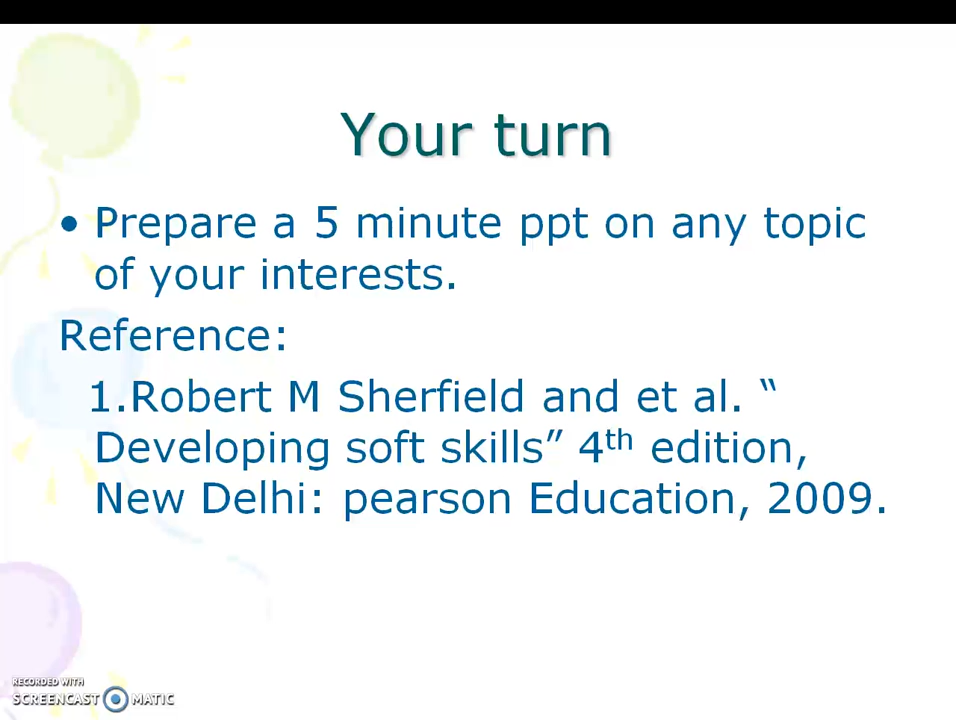 Your turn
• Prepare a 5 minute ppt on any topic
of your interests.
Reference:
1.Robert M Sherfield and et al. “
Developing soft skills” 4th edition,
New Delhi: pearson Education, 2009.
RECORDED WITH
SCREENCAST MATIC